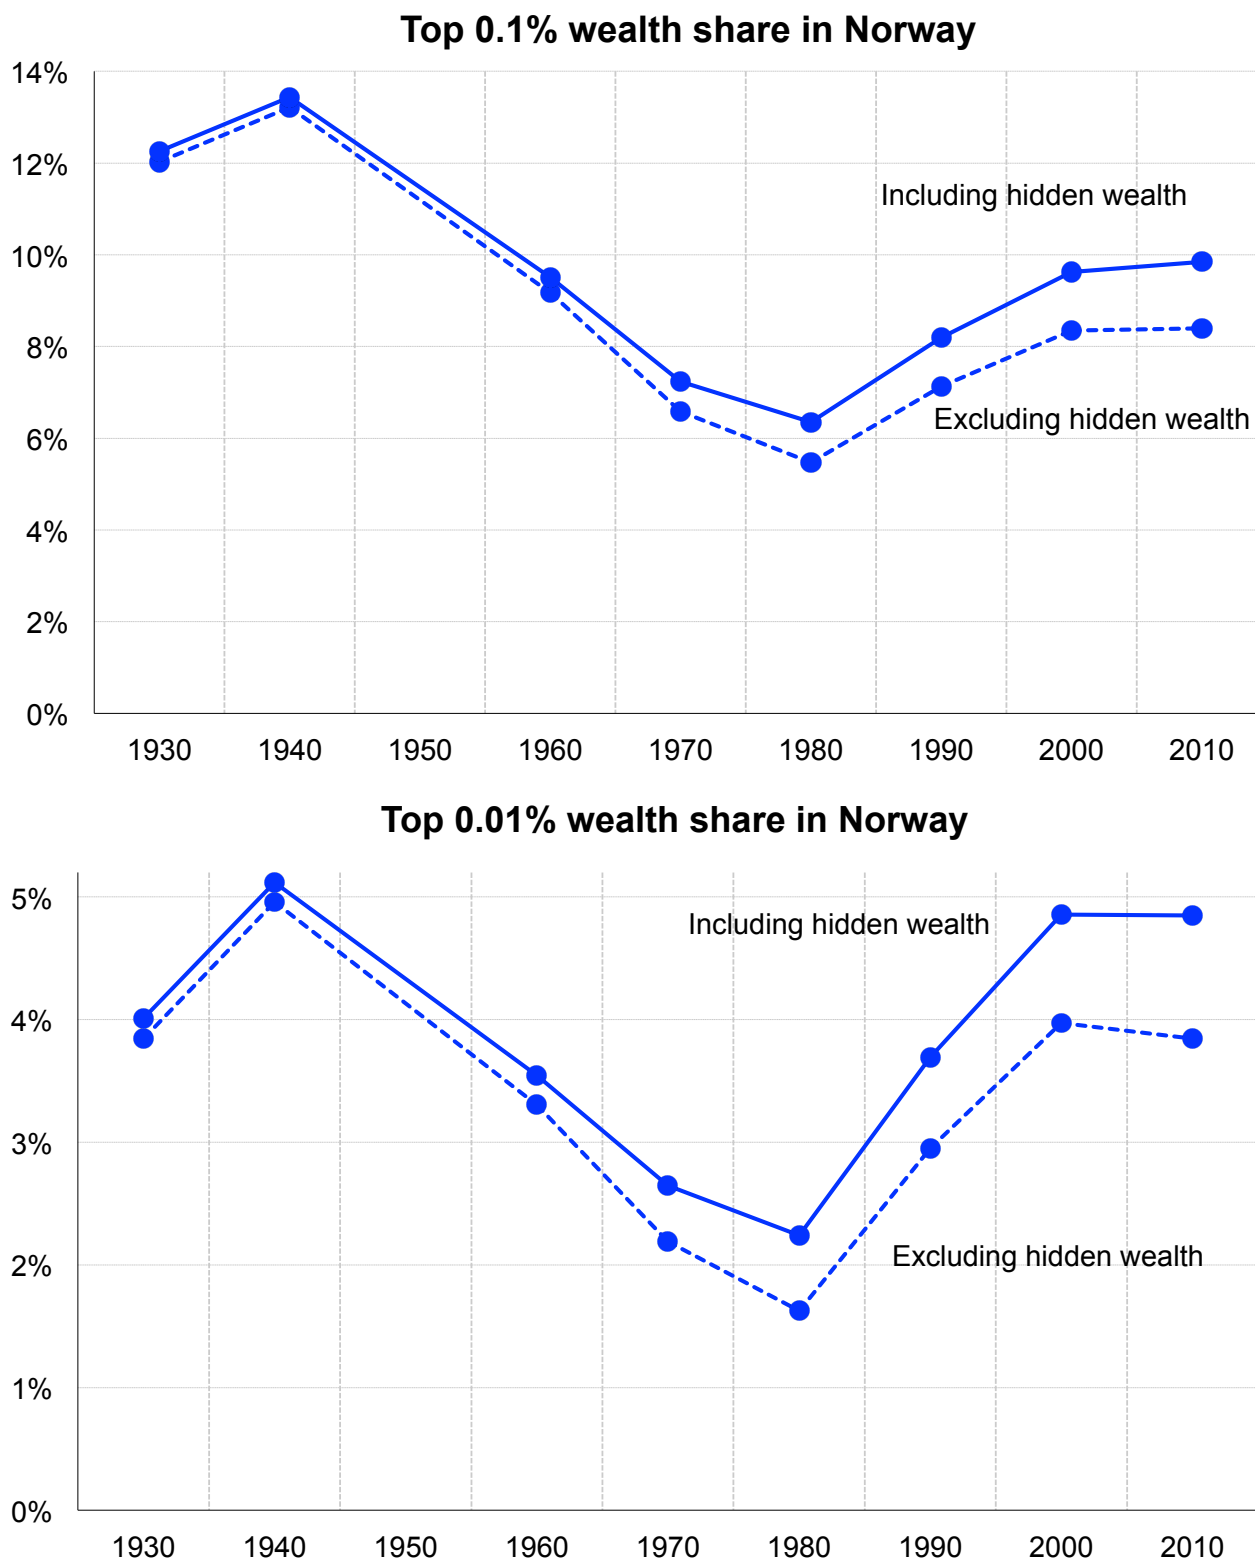 Top 0.1% wealth share in Norway
14%
12%
Including hidden wealth
10%
8%
Excluding hidden wealth
6%
4%
2%
0%
1930 1940 1950 1960 1970 1980 1990 2000 2010
Top 0.01% wealth share in Norway
5%
Including hidden wealth
4%
3%
Excluding hidden wealth
2%
1%
0%
1930 1940 1950 1960 1970 1980 1990 2000 2010